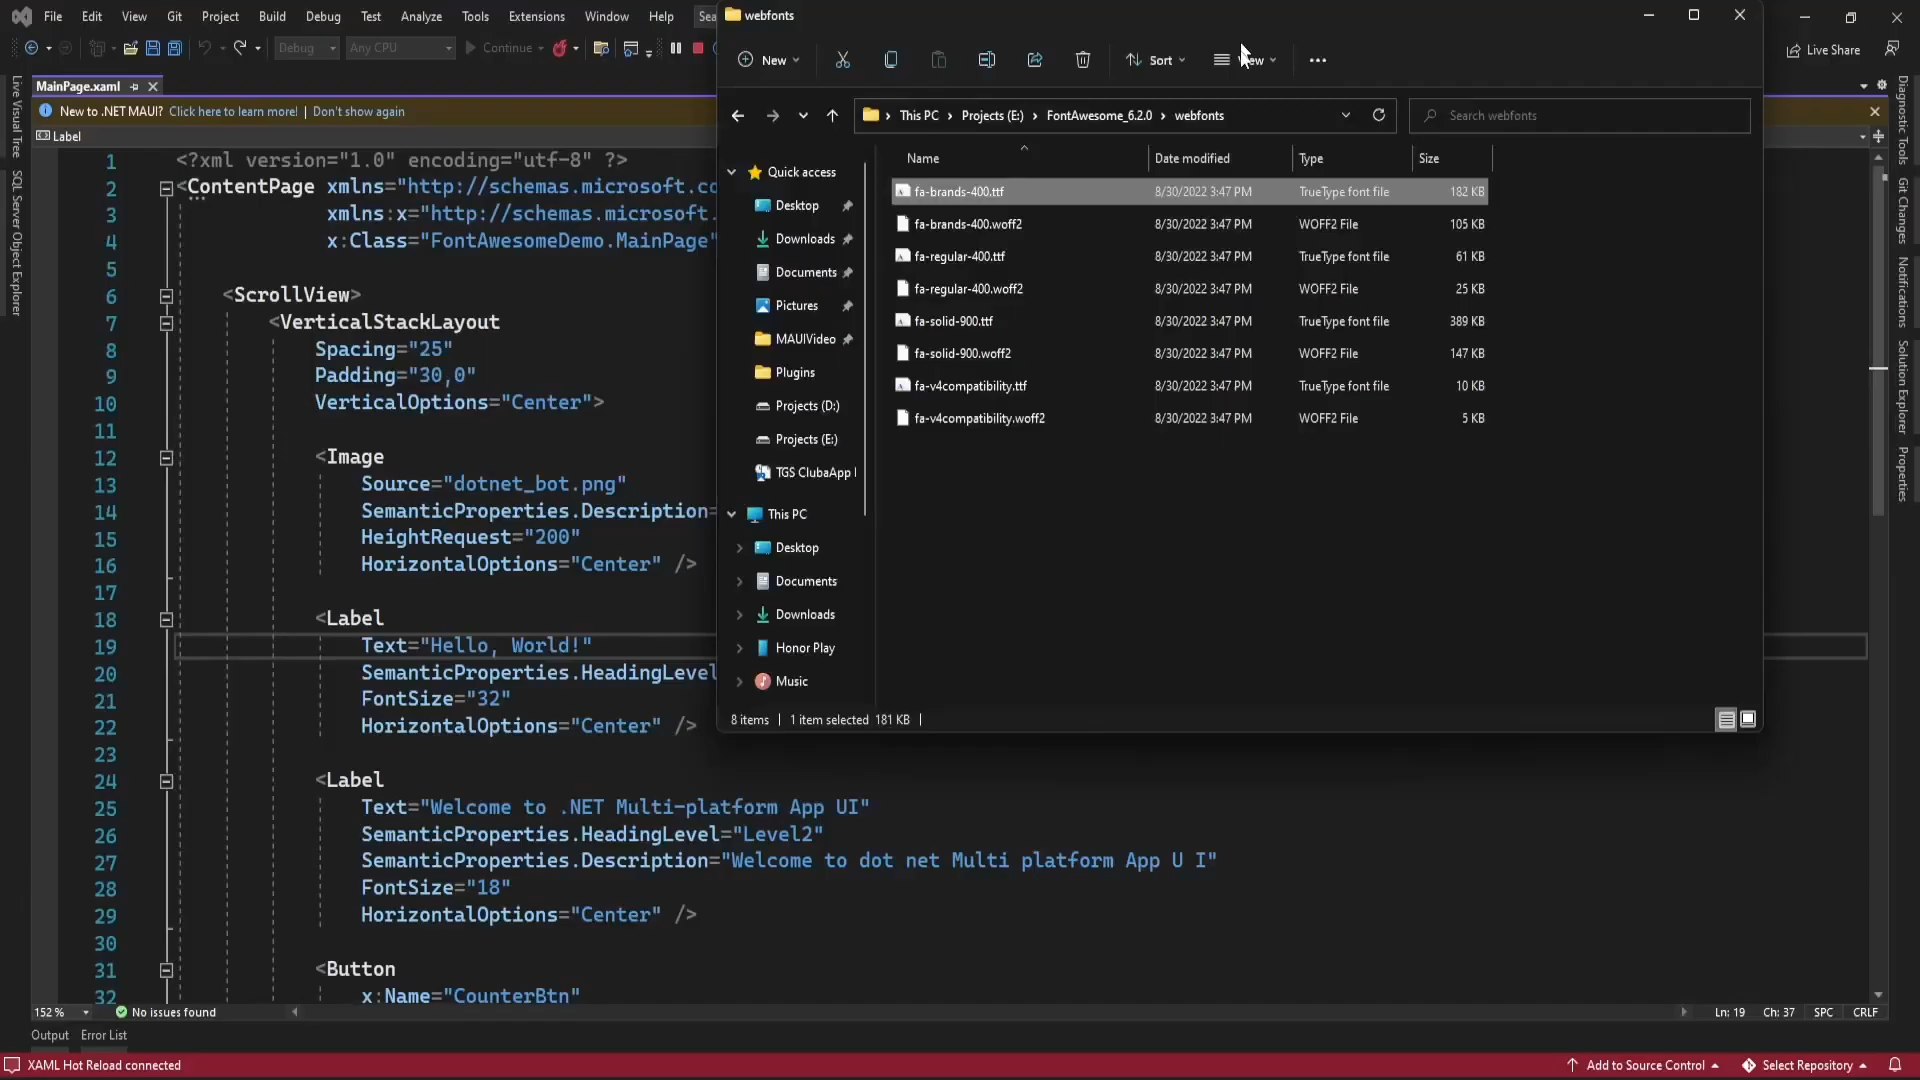 File Edit View Git Project Build Debug Test Analyze Tools Extensions Window Help Sea
Debug Any CPU Continue Live Share
MainPage.xaml
New to .NET MAUI? Click here to learn more! | Don't show again
Label
Live Visual Tree
SQL Server Object Explorer
1 <?xml version="1.0" encoding="utf-8" ?>
2 <ContentPage xmlns="http://schemas.microsoft.co
3 xmlns:x="http://schemas.microsoft.
4 x:Class="FontAwesomeDemo.MainPage"
5
6 <ScrollView>
7 <VerticalStackLayout
8 Spacing="25"
9 Padding="30,0"
10 VerticalOptions="Center">
11
12 <Image
13 Source="dotnet_bot.png"
14 SemanticProperties.Description=
15 HeightRequest="200"
16 HorizontalOptions="Center" />
17
18 <Label
19 Text="Hello, World!"
20 SemanticProperties.HeadingLevel
21 FontSize="32"
22 HorizontalOptions="Center" />
23
24 <Label
25 Text="Welcome to .NET Multi-platform App UI"
26 SemanticProperties.HeadingLevel="Level2"
27 SemanticProperties.Description="Welcome to dot net Multi platform App U I"
28 FontSize="18"
29 HorizontalOptions="Center" />
30
31 <Button
32 x:Name="CounterBtn"
webfonts
New Sort
This PC > Projects (E:) > FontAwesome_6.2.0 > webfonts
Search webfonts
Quick access
Desktop
Downloads
Documents
Pictures
MAUIVideo
Plugins
Projects (D:)
Projects (E:)
TGS ClubaApp
This PC
Desktop
Documents
Downloads
Honor Play
Music
Name Date modified Type Size
fa-brands-400.ttf 8/30/2022 3:47 PM TrueType font file 182 KB
fa-brands-400.woff2 8/30/2022 3:47 PM WOFF2 File 105 KB
fa-regular-400.ttf 8/30/2022 3:47 PM TrueType font file 61 KB
fa-regular-400.woff2 8/30/2022 3:47 PM WOFF2 File 25 KB
fa-solid-900.ttf 8/30/2022 3:47 PM TrueType font file 389 KB
fa-solid-900.woff2 8/30/2022 3:47 PM WOFF2 File 147 KB
fa-v4compatibility.ttf 8/30/2022 3:47 PM TrueType font file 10 KB
fa-v4compatibility.woff2 8/30/2022 3:47 PM WOFF2 File 5 KB
8 items | 1 item selected 181 KB |
Diagnostic Tools
Git Changes
Notifications
Solution Explorer
Properties
152 % No issues found Ln: 19 Ch: 37 SPC CRLF
Output Error List
XAML Hot Reload connected Add to Source Control Select Repository